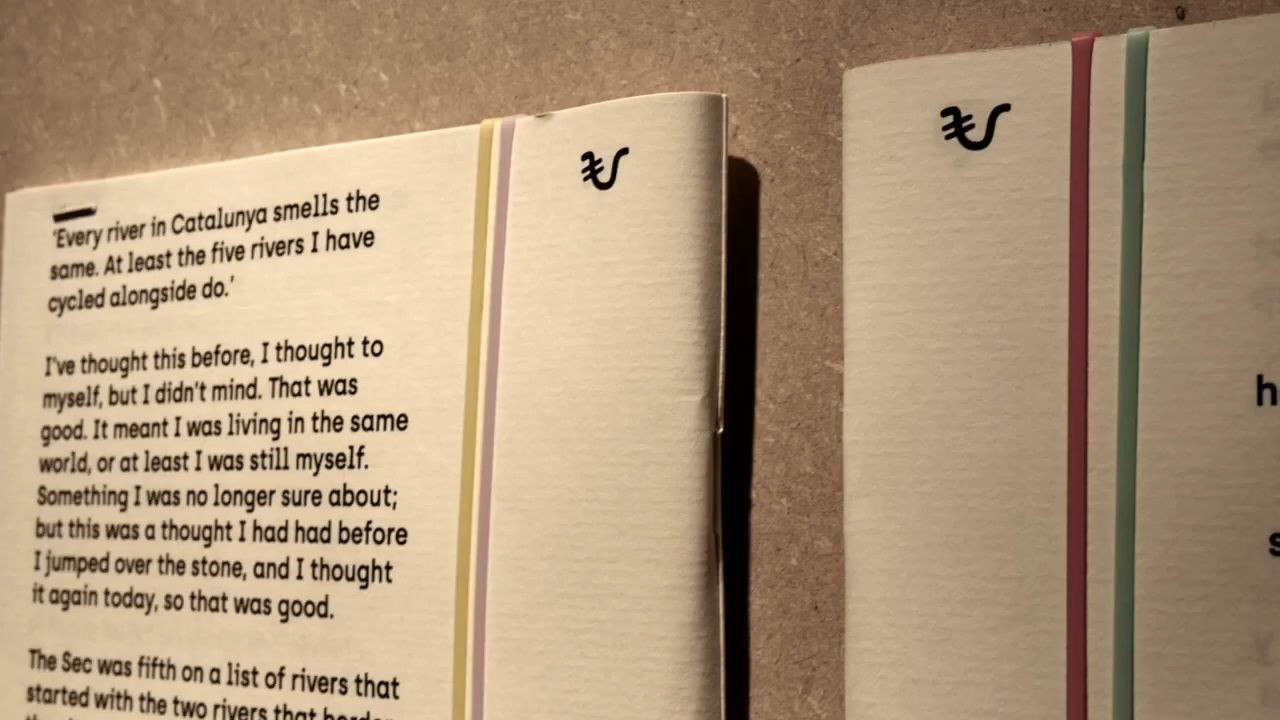 'Every river in Catalunya smells the
same. At least the five rivers I have
cycled alongside do.'
I've thought this before, I thought to
myself, but I didn't mind. That was
good. It meant I was living in the same
world, or at least I was still myself.
Something I was no longer sure about;
but this was a thought I had had before
I jumped over the stone, and I thought
it again today, so that was good.
The Sec was fifth on a list of rivers that
started with the two rivers that